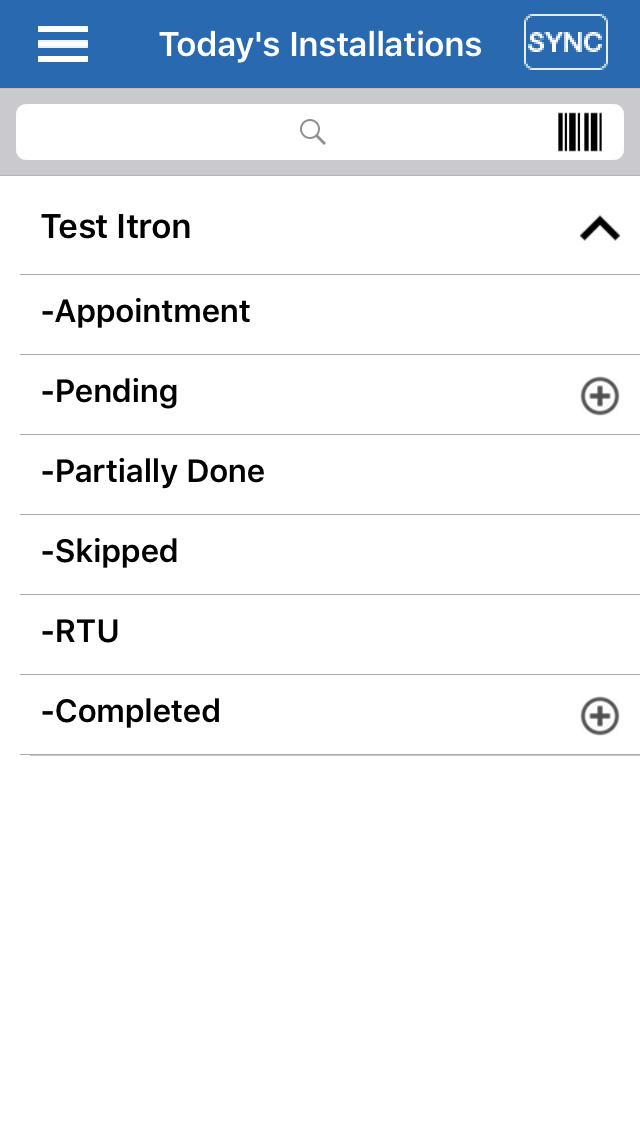 Today's Installations
SYNC
Test Itron
-Appointment
-Pending
-Partially Done
-Skipped
-RTU
-Completed